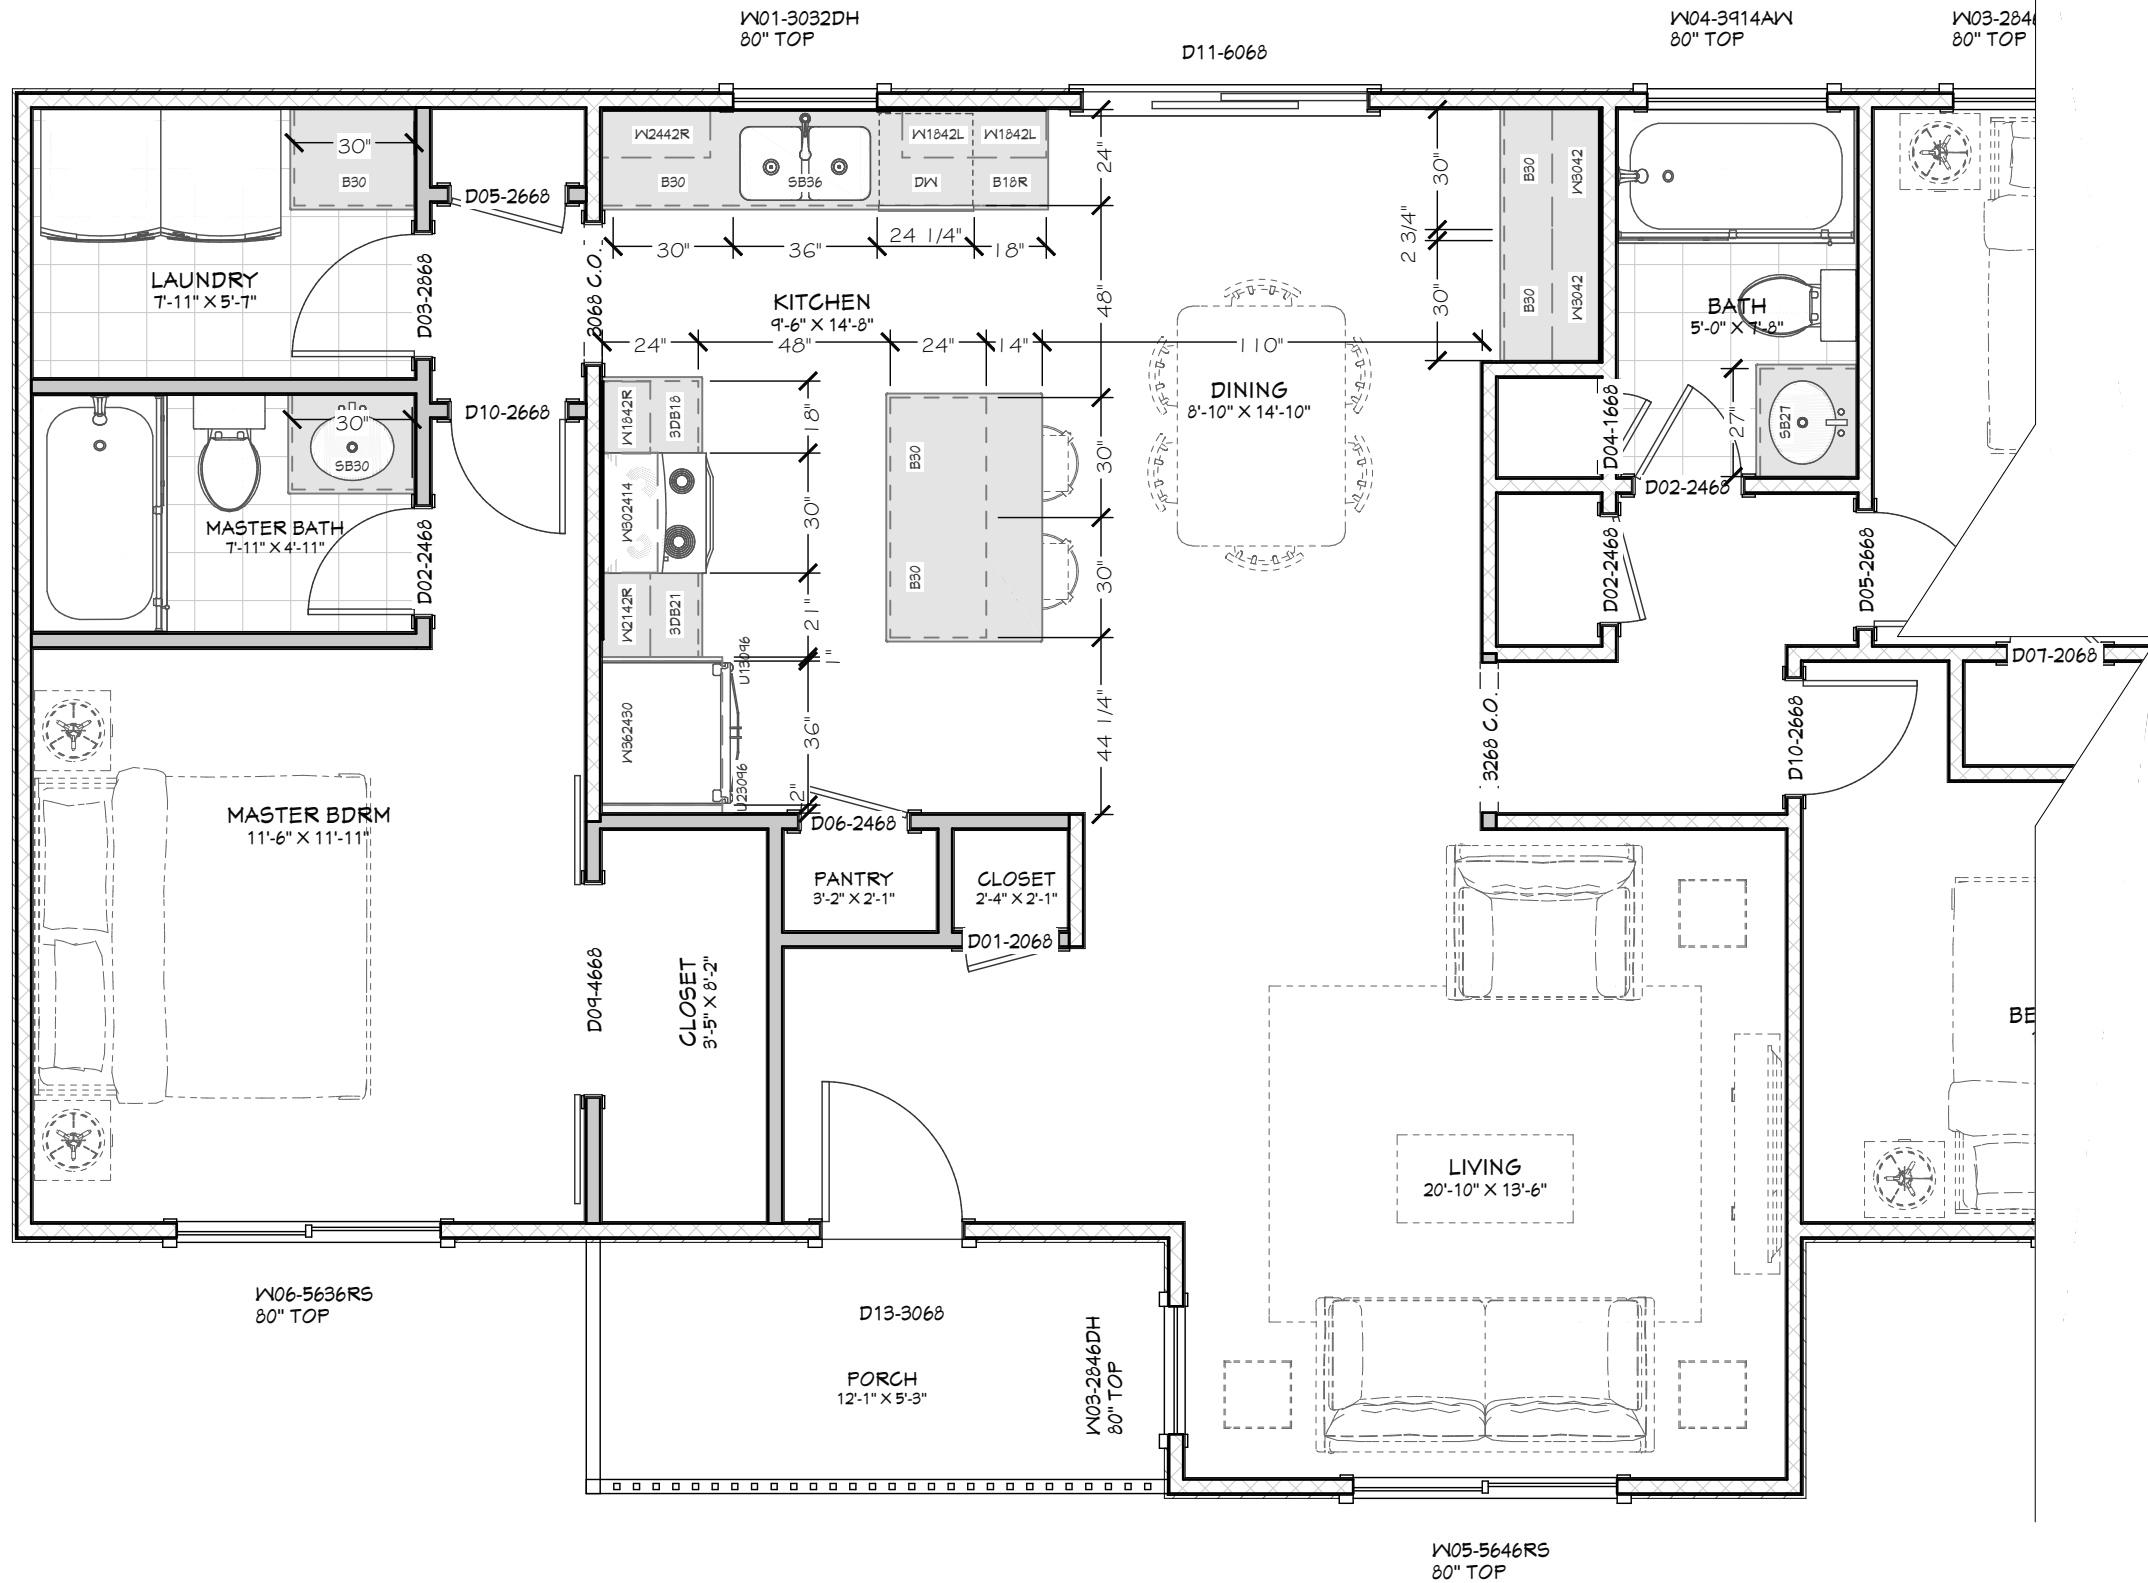 W01-3032DH
80" TOP
D11-6068
W04-3914AW
80" TOP
80" TOP
30"
B30
D05-2668
LAUNDRY
7'-11" X 5'-7"
D03-2868
3068 C.O.
W2442R
B30
SB36
W1842L
DW
W1842L
B18R
30"
36"
24 1/4"
18"
24"
48"
KITCHEN
9'-6" X 14'-8"
24"
48"
24"
14"
110"
30"
2 3/4"
30"
B30
W3042
B30
W3042
BATH
5'-0" X 7'-8"
DINING
8'-10" X 14'-10"
D10-2668
30"
SB30
MASTER BATH
7'-11" X 4'-11"
D02-2468
W1842R
3DB18
18"
W302414
30"
W2142R
3DB21
21"
1"
U13096
W362430
36"
U23096
2"
B30
B30
30"
30"
44 1/4"
D04-1668
27"
SB27
D02-2468
D02-2468
D05-2668
D07-2068
3268 C.O.
D10-2668
MASTER BDRM
11'-6" X 11'-11"
D06-2468
PANTRY
3'-2" X 2'-1"
CLOSET
2'-4" X 2'-1"
D01-2068
D09-4668
CLOSET
3'-5" X 8'-2"
LIVING
20'-10" X 13'-6"
W06-5636RS
80" TOP
D13-3068
PORCH
12'-1" X 5'-3"
W03-2846DH
80" TOP
W05-5646RS
80" TOP